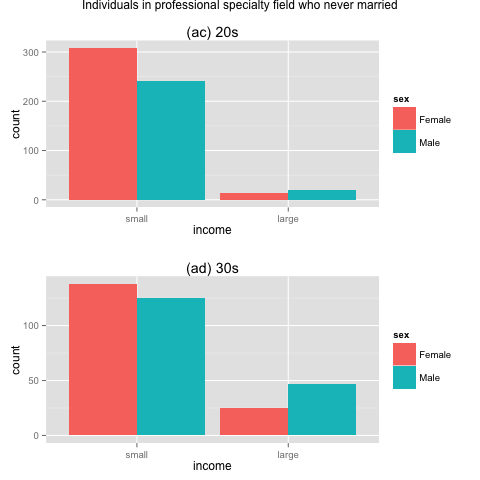 Individuals in professional specialty field who never married
(ac) 20s
300
200
100
0
count
small
large
income
sex
Female
Male
(ad) 30s
100
50
0
count
small
large
income
sex
Female
Male